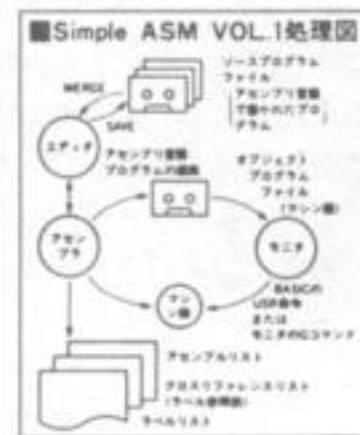 ■Simple ASM VOL.1処理図
MERGE
SAVE
ソースプログラム
ファイル
アセンブリ言語
で書かれたプロ
グラム
エディタ
アセンブリ言語
プログラムの
オブジェクト
プログラム
ファイル
(マシン語)
アセン
ブラ
モニタ
マシ
ン語
BASICの
USR命令
または
モニタのGコマンド
アセンブルリスト
クロスリファレンスリスト
(ラベル参照表)
ラベルリスト